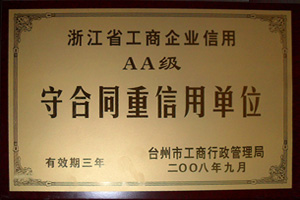 浙江省工商企业信用
AA级
守合同重信用单位
有效期三年
台州市工商行政管理局
二〇〇八年九月